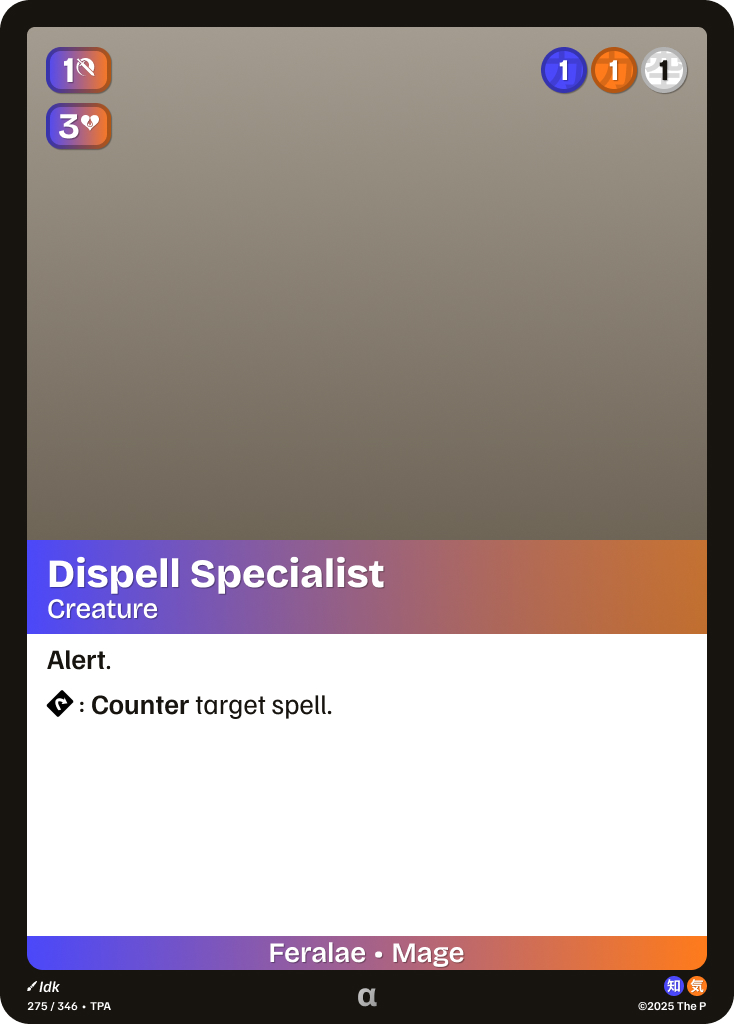 1
1 1 1
3
Dispell Specialist
Creature
Alert.
: Counter target spell.
Feralae • Mage
Idk
知 気
275 / 346 • TPA
α
©2025 The P